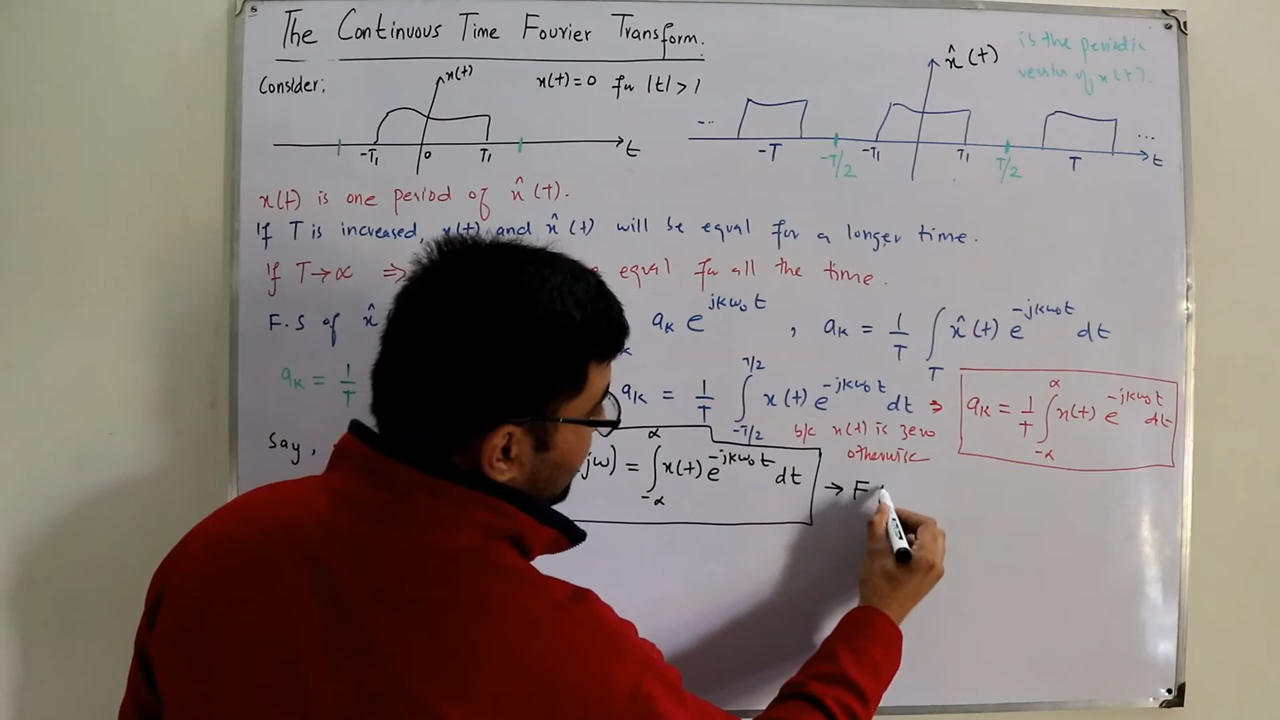 The Continuous Time Fourier Transform.
Consider:
x(t)
x(t)=0 for |t| > 1
-T₁ 0 T₁ t
x̂(t)
is the periodic
version of x(t).
...
-T -T/2 -T₁ T₁ T/2 T t
...
x(t) is one period of x̂(t).
If T is increased, x(t) and x̂(t) will be equal for a longer time.
If T→∝ ⇒ equal for all the time.
F.S of x̂ aₖ e^{jkω₀t} , aₖ = 1/T ∫_T x̂(t) e^{-jkω₀t} dt
aₖ = 1/T
aₖ = 1/T ∫_{-T/2}^{T/2} x(t) e^{-jkω₀t} dt ⇒
b/c x(t) is zero
otherwise
aₖ = 1/T ∫_{-∝}^{∝} x(t) e^{-jkω₀t} dt
Say,
jω) = ∫_{-∝}^{∝} x(t) e^{-jkω₀t} dt → F